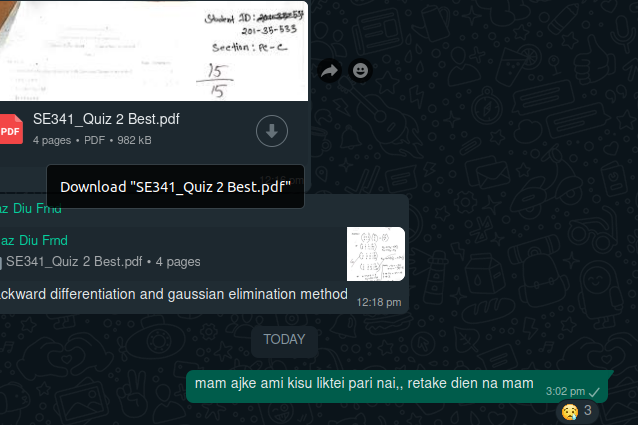 Student ID:
201-35-533
Section: PC-C
15
15
PDF
SE341_Quiz 2 Best.pdf
4 pages • PDF • 982 kB
Download "SE341_Quiz 2 Best.pdf"
az Diu Frnd
az Diu Frnd
SE341_Quiz 2 Best.pdf • 4 pages
ckward differentiation and gaussian elimination method
12:18 pm
TODAY
mam ajke ami kisu liktei pari nai,, retake dien na mam
3:02 pm
3